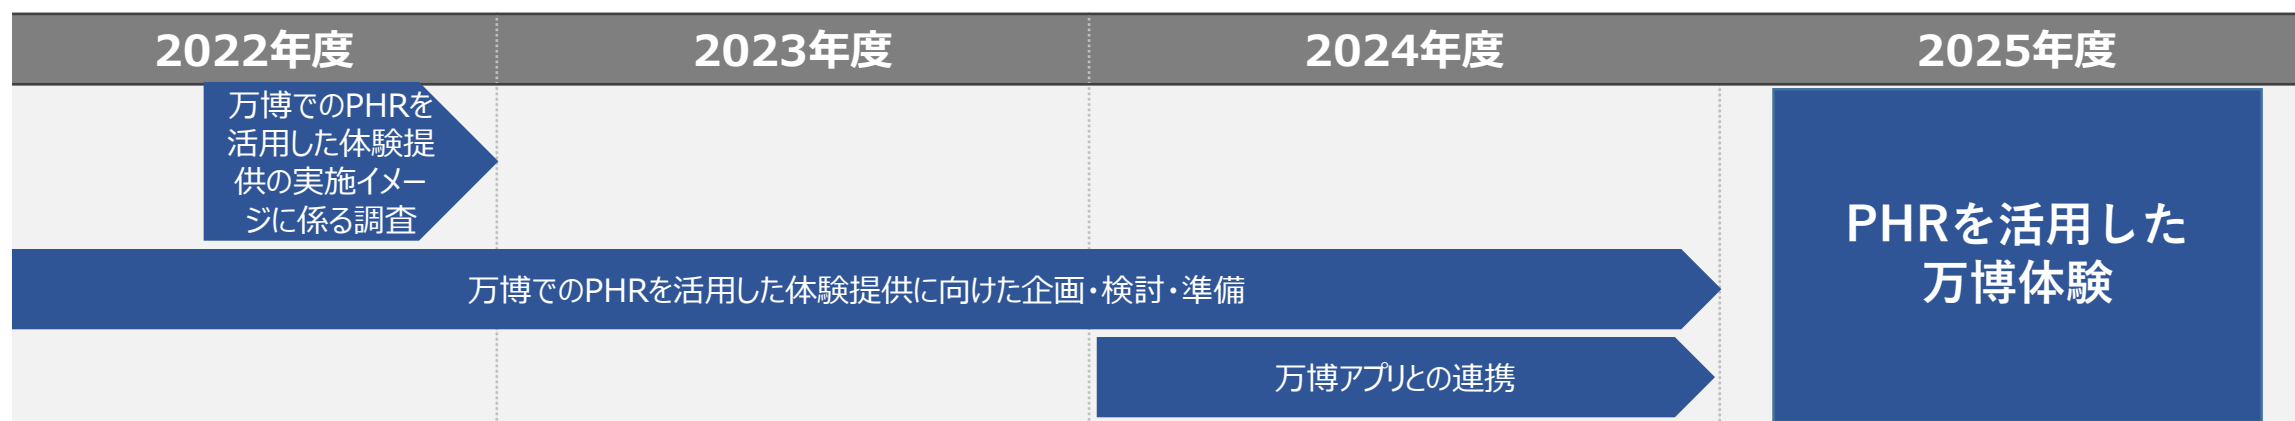 2022年度
2023年度
2024年度
2025年度
万博でのPHRを
活用した体験提
供の実施イメー
ジに係る調査
万博でのPHRを活用した体験提供に向けた企画・検討・準備
万博アプリとの連携
PHRを活用した
万博体験